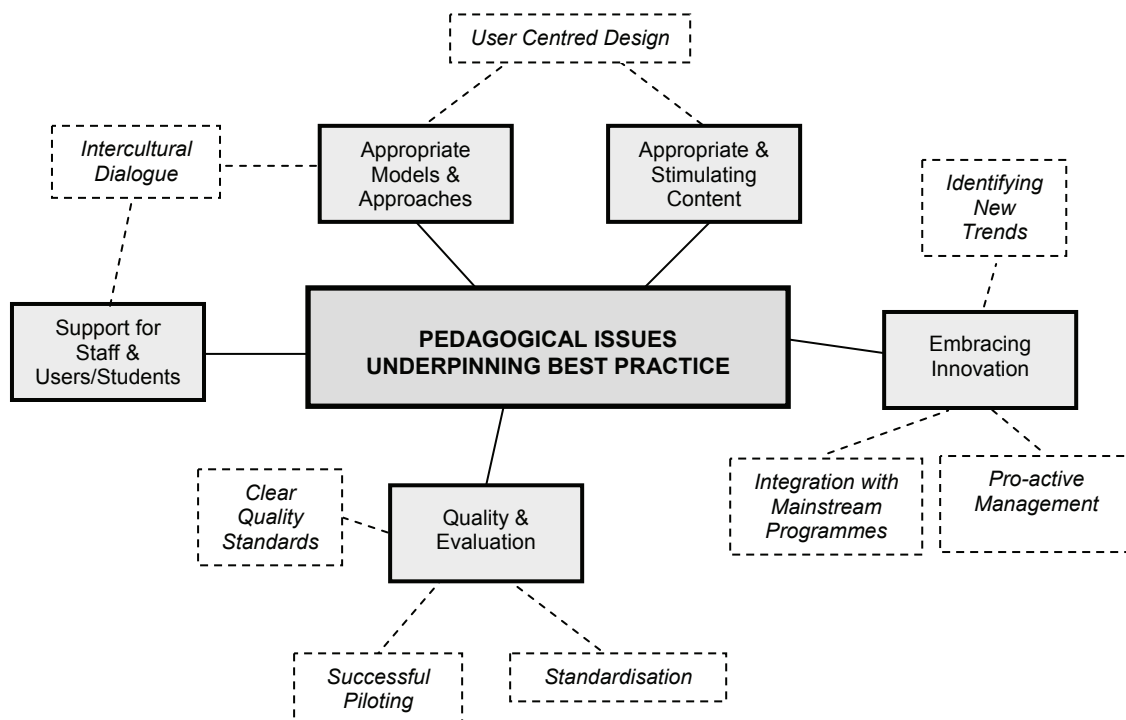 User Centred Design
Intercultural
Dialogue
Appropriate
Models &
Approaches
Appropriate &
Stimulating
Content
Identifying
New
Trends
Support for
Staff &
Users/Students
PEDAGOGICAL ISSUES
UNDERPINNING BEST PRACTICE
Embracing
Innovation
Clear
Quality
Standards
Quality &
Evaluation
Integration with
Mainstream
Programmes
Pro-active
Management
Successful
Piloting
Standardisation